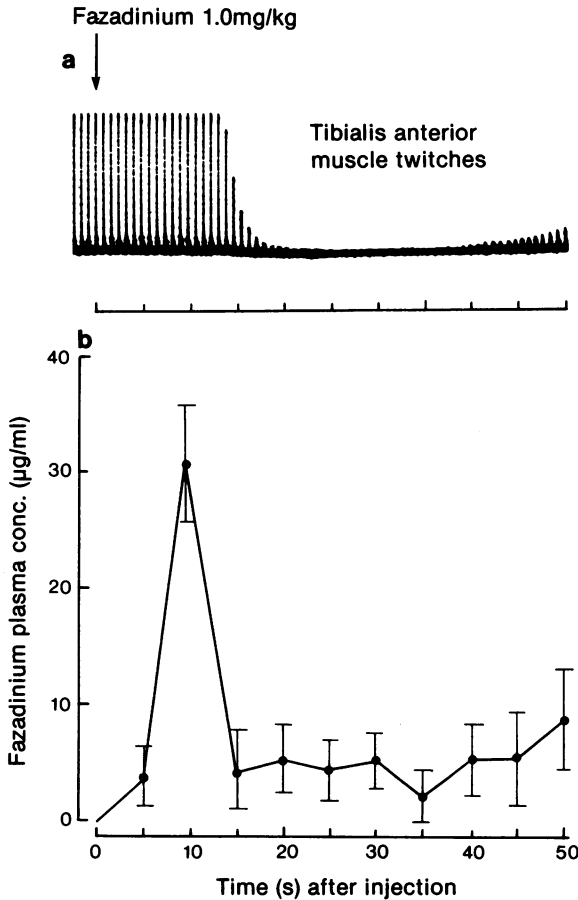 Fazadinium 1.0mg/kg
a
Tibialis anterior
muscle twitches
b
40
30
20
10
0
Fazadinium plasma conc. (µg/ml)
0 10 20 30 40 50
Time (s) after injection